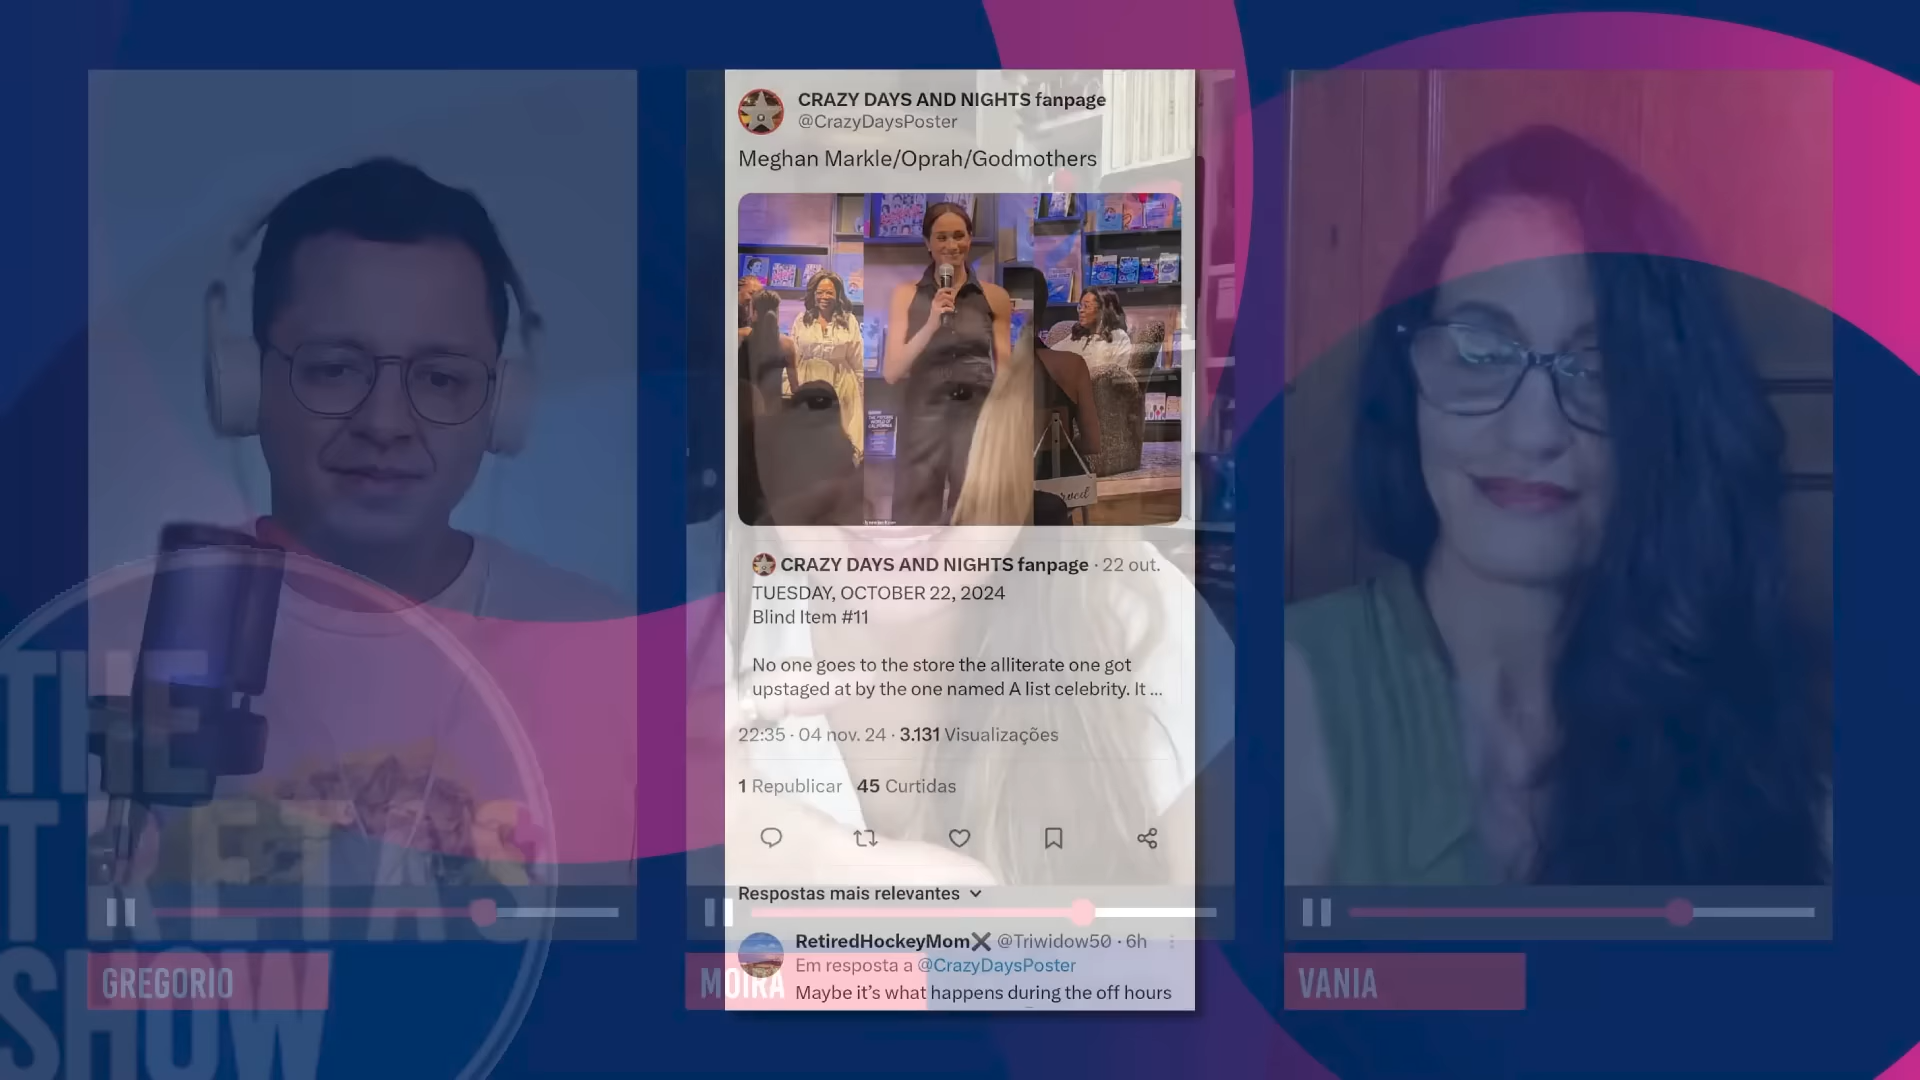 CRAZY DAYS AND NIGHTS fanpage
@CrazyDaysPoster
Meghan Markle/Oprah/Godmothers
CRAZY DAYS AND NIGHTS fanpage · 22 out.
TUESDAY, OCTOBER 22, 2024
Blind Item #11
No one goes to the store the alliterate one got
upstaged at by the one named A list celebrity. It ...
22:35 · 04 nov. 24 · 3.131 Visualizações
1 Republicar 45 Curtidas
Respostas mais relevantes
RetiredHockeyMom❌ @Triwidow50 · 6h
Em resposta a @CrazyDaysPoster
Maybe it’s what happens during the off hours
GREGORIO
MOIRA
VANIA
THE
TRETAS
SHOW